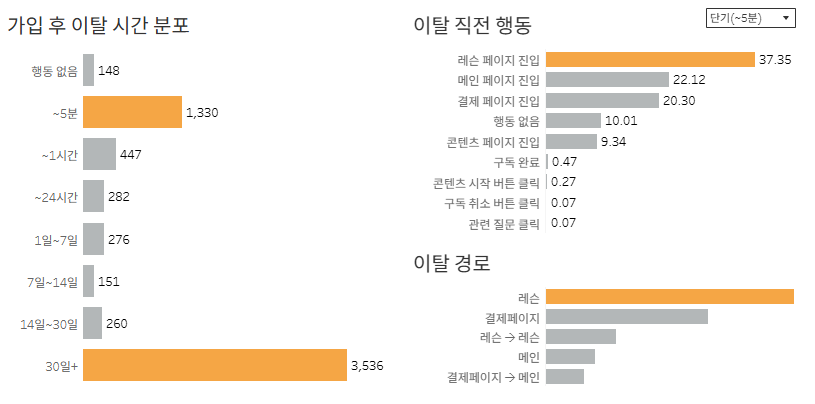 가입 후 이탈 시간 분포
행동 없음 148
~5분 1,330
~1시간 447
~24시간 282
1일~7일 276
7일~14일 151
14일~30일 260
30일+ 3,536
이탈 직전 행동
단기(~5분)
레슨 페이지 진입 37.35
메인 페이지 진입 22.12
결제 페이지 진입 20.30
행동 없음 10.01
콘텐츠 페이지 진입 9.34
구독 완료 0.47
콘텐츠 시작 버튼 클릭 0.27
구독 취소 버튼 클릭 0.07
관련 질문 클릭 0.07
이탈 경로
레슨
결제페이지
레슨 → 레슨
메인
결제페이지 → 메인